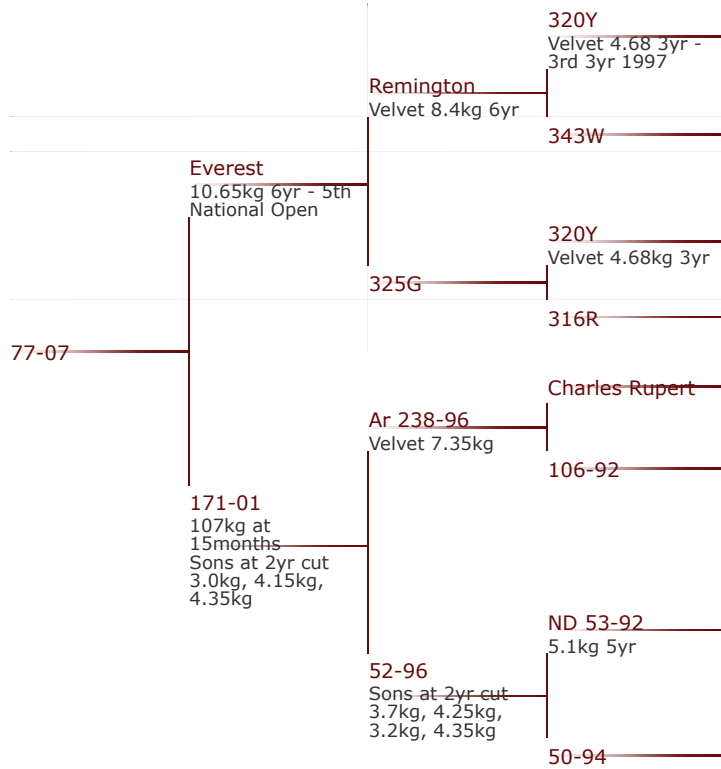 320Y
Velvet 4.68 3yr -
3rd 3yr 1997
Remington
Velvet 8.4kg 6yr
343W
Everest
10.65kg 6yr - 5th
National Open
320Y
Velvet 4.68kg 3yr
325G
316R
77-07
Charles Rupert
Ar 238-96
Velvet 7.35kg
106-92
171-01
107kg at
15months
Sons at 2yr cut
3.0kg, 4.15kg,
4.35kg
ND 53-92
5.1kg 5yr
52-96
Sons at 2yr cut
3.7kg, 4.25kg,
3.2kg, 4.35kg
50-94